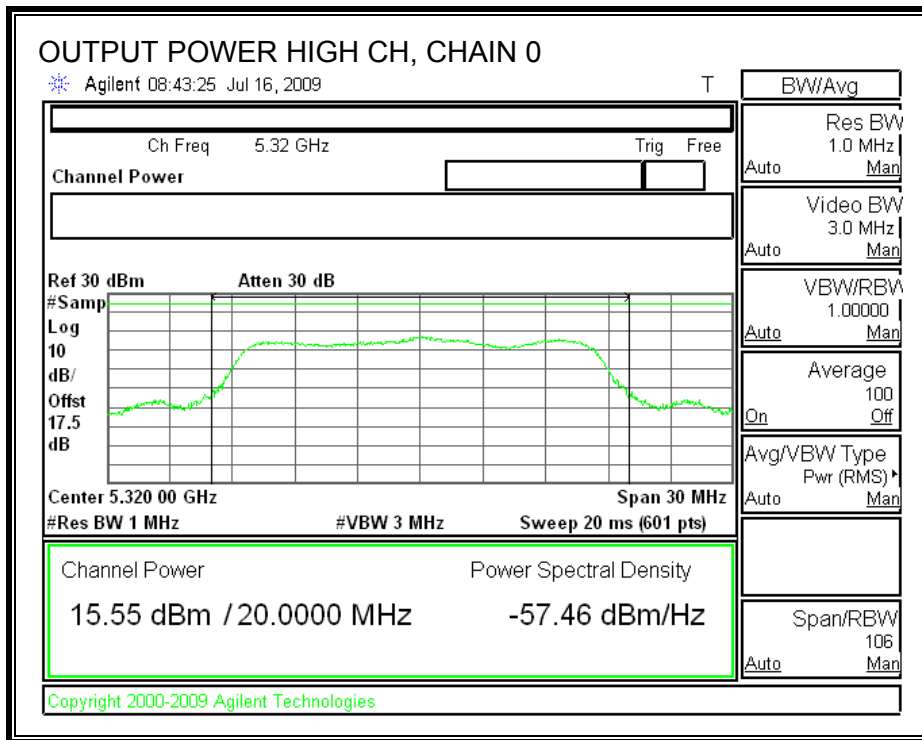 OUTPUT POWER HIGH CH, CHAIN 0
Agilent 08:43:25 Jul 16, 2009 T
Ch Freq 5.32 GHz Trig Free
Channel Power
Ref 30 dBm Atten 30 dB
#Samp
Log
10
dB/
Offst
17.5
dB
Center 5.320 00 GHz Span 30 MHz
#Res BW 1 MHz #VBW 3 MHz Sweep 20 ms (601 pts)
Channel Power Power Spectral Density
15.55 dBm / 20.0000 MHz -57.46 dBm/Hz
Copyright 2000-2009 Agilent Technologies
BW/Avg
Res BW
1.0 MHz
Auto Man
Video BW
3.0 MHz
Auto Man
VBW/RBW
1.00000
Auto Man
Average
100
On Off
Avg/VBW Type
Pwr (RMS)
Auto Man
Span/RBW
106
Auto Man